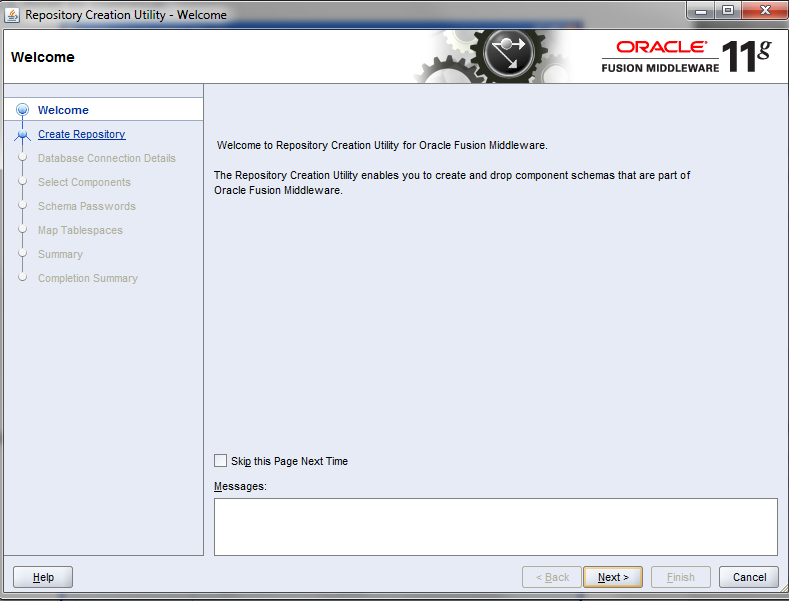 Repository Creation Utility - Welcome
Welcome
ORACLE
FUSION MIDDLEWARE
11g
Welcome
Create Repository
Database Connection Details
Select Components
Schema Passwords
Map Tablespaces
Summary
Completion Summary
Welcome to Repository Creation Utility for Oracle Fusion Middleware.
The Repository Creation Utility enables you to create and drop component schemas that are part of
Oracle Fusion Middleware.
Skip this Page Next Time
Messages:
Help
< Back
Next >
Finish
Cancel